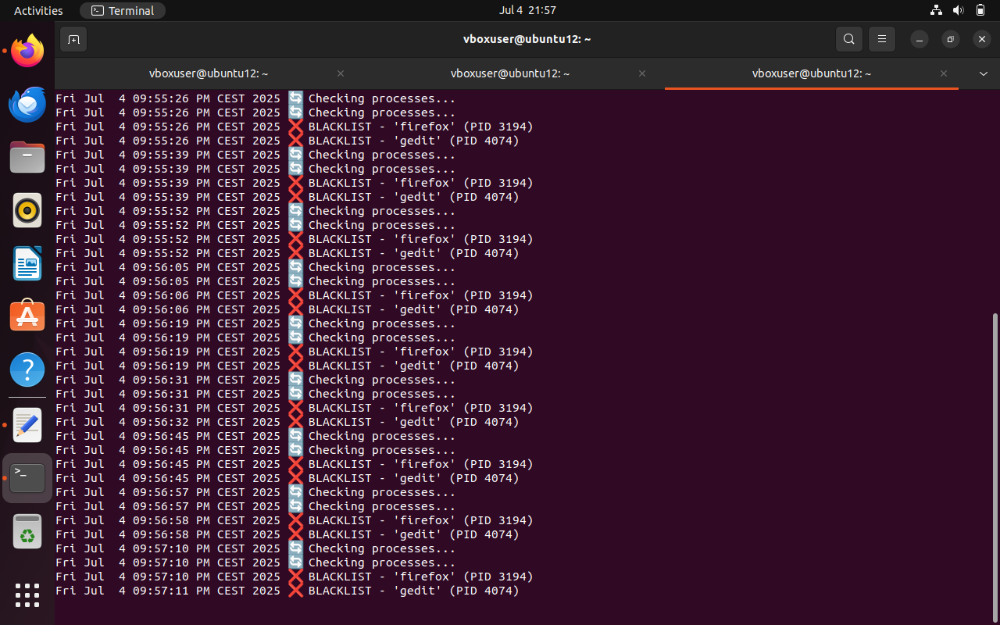 Activities
Terminal
Jul 4 21:57
vboxuser@ubuntu12: ~
vboxuser@ubuntu12: ~
vboxuser@ubuntu12: ~
vboxuser@ubuntu12: ~
Fri Jul  4 09:55:26 PM CEST 2025 🔄 Checking processes...
Fri Jul  4 09:55:26 PM CEST 2025 🔄 Checking processes...
Fri Jul  4 09:55:26 PM CEST 2025 ❌ BLACKLIST - 'firefox' (PID 3194)
Fri Jul  4 09:55:26 PM CEST 2025 ❌ BLACKLIST - 'gedit' (PID 4074)
Fri Jul  4 09:55:39 PM CEST 2025 🔄 Checking processes...
Fri Jul  4 09:55:39 PM CEST 2025 🔄 Checking processes...
Fri Jul  4 09:55:39 PM CEST 2025 ❌ BLACKLIST - 'firefox' (PID 3194)
Fri Jul  4 09:55:39 PM CEST 2025 ❌ BLACKLIST - 'gedit' (PID 4074)
Fri Jul  4 09:55:52 PM CEST 2025 🔄 Checking processes...
Fri Jul  4 09:55:52 PM CEST 2025 🔄 Checking processes...
Fri Jul  4 09:55:52 PM CEST 2025 ❌ BLACKLIST - 'firefox' (PID 3194)
Fri Jul  4 09:55:52 PM CEST 2025 ❌ BLACKLIST - 'gedit' (PID 4074)
Fri Jul  4 09:56:05 PM CEST 2025 🔄 Checking processes...
Fri Jul  4 09:56:05 PM CEST 2025 🔄 Checking processes...
Fri Jul  4 09:56:06 PM CEST 2025 ❌ BLACKLIST - 'firefox' (PID 3194)
Fri Jul  4 09:56:06 PM CEST 2025 ❌ BLACKLIST - 'gedit' (PID 4074)
Fri Jul  4 09:56:19 PM CEST 2025 🔄 Checking processes...
Fri Jul  4 09:56:19 PM CEST 2025 🔄 Checking processes...
Fri Jul  4 09:56:19 PM CEST 2025 ❌ BLACKLIST - 'firefox' (PID 3194)
Fri Jul  4 09:56:19 PM CEST 2025 ❌ BLACKLIST - 'gedit' (PID 4074)
Fri Jul  4 09:56:31 PM CEST 2025 🔄 Checking processes...
Fri Jul  4 09:56:31 PM CEST 2025 🔄 Checking processes...
Fri Jul  4 09:56:31 PM CEST 2025 ❌ BLACKLIST - 'firefox' (PID 3194)
Fri Jul  4 09:56:32 PM CEST 2025 ❌ BLACKLIST - 'gedit' (PID 4074)
Fri Jul  4 09:56:45 PM CEST 2025 🔄 Checking processes...
Fri Jul  4 09:56:45 PM CEST 2025 🔄 Checking processes...
Fri Jul  4 09:56:45 PM CEST 2025 ❌ BLACKLIST - 'firefox' (PID 3194)
Fri Jul  4 09:56:45 PM CEST 2025 ❌ BLACKLIST - 'gedit' (PID 4074)
Fri Jul  4 09:56:57 PM CEST 2025 🔄 Checking processes...
Fri Jul  4 09:56:57 PM CEST 2025 🔄 Checking processes...
Fri Jul  4 09:56:58 PM CEST 2025 ❌ BLACKLIST - 'firefox' (PID 3194)
Fri Jul  4 09:56:58 PM CEST 2025 ❌ BLACKLIST - 'gedit' (PID 4074)
Fri Jul  4 09:57:10 PM CEST 2025 🔄 Checking processes...
Fri Jul  4 09:57:10 PM CEST 2025 🔄 Checking processes...
Fri Jul  4 09:57:10 PM CEST 2025 ❌ BLACKLIST - 'firefox' (PID 3194)
Fri Jul  4 09:57:11 PM CEST 2025 ❌ BLACKLIST - 'gedit' (PID 4074)